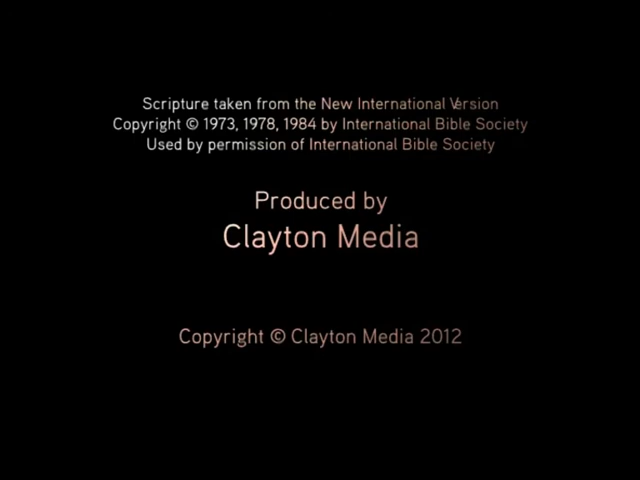 Scripture taken from the New International Version
Copyright © 1973, 1978, 1984 by International Bible Society
Used by permission of International Bible Society
Produced by
Clayton Media
Copyright © Clayton Media 2012